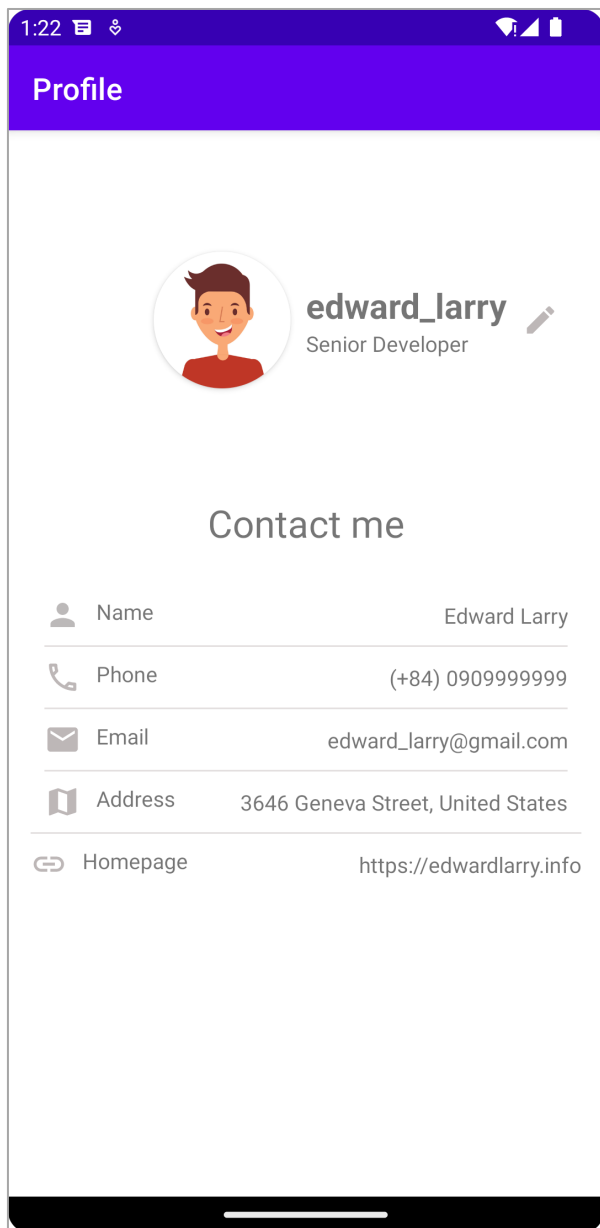 1:22
Profile
edward_larry
Senior Developer
Contact me
Name Edward Larry
Phone (+84) 0909999999
Email edward_larry@gmail.com
Address 3646 Geneva Street, United States
Homepage https://edwardlarry.info